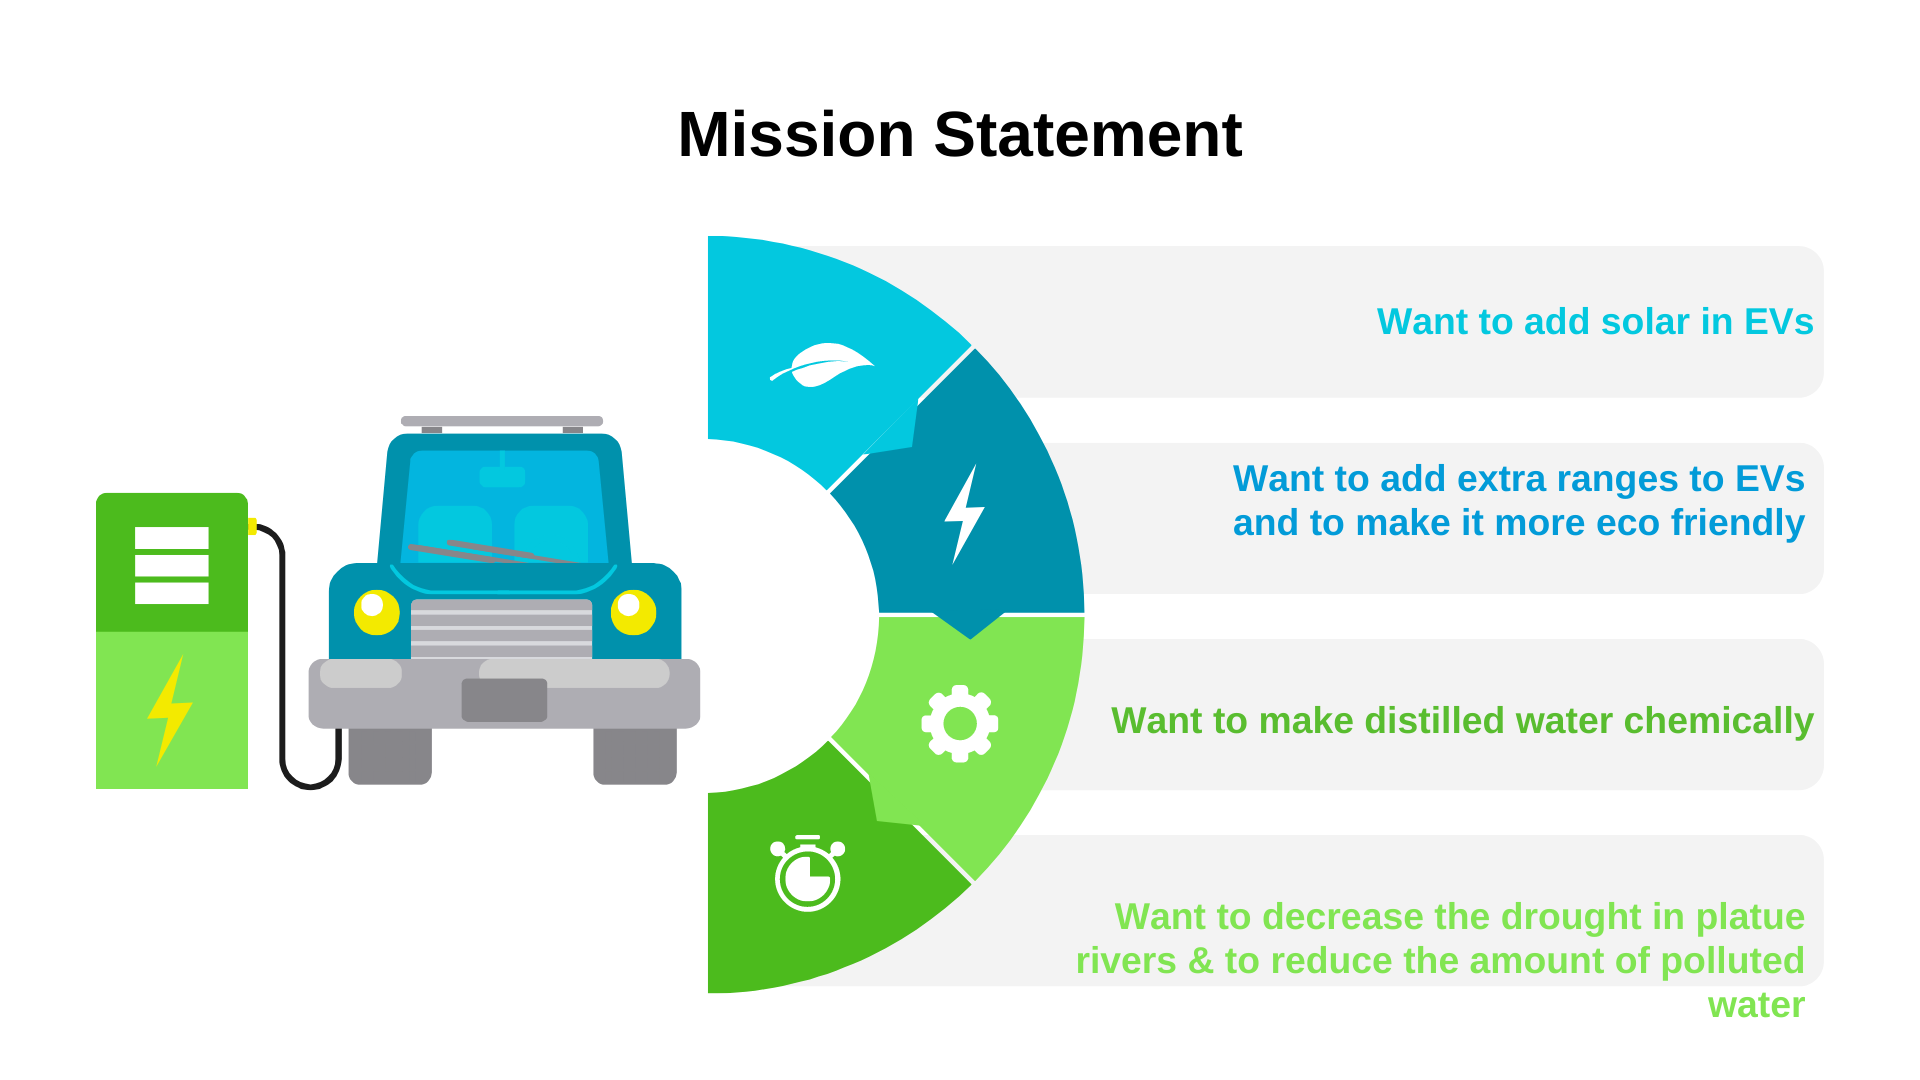 Mission Statement
Want to add solar in EVs
Want to add extra ranges to EVs
and to make it more eco friendly
Want to make distilled water chemically
Want to decrease the drought in platue
rivers & to reduce the amount of polluted
water